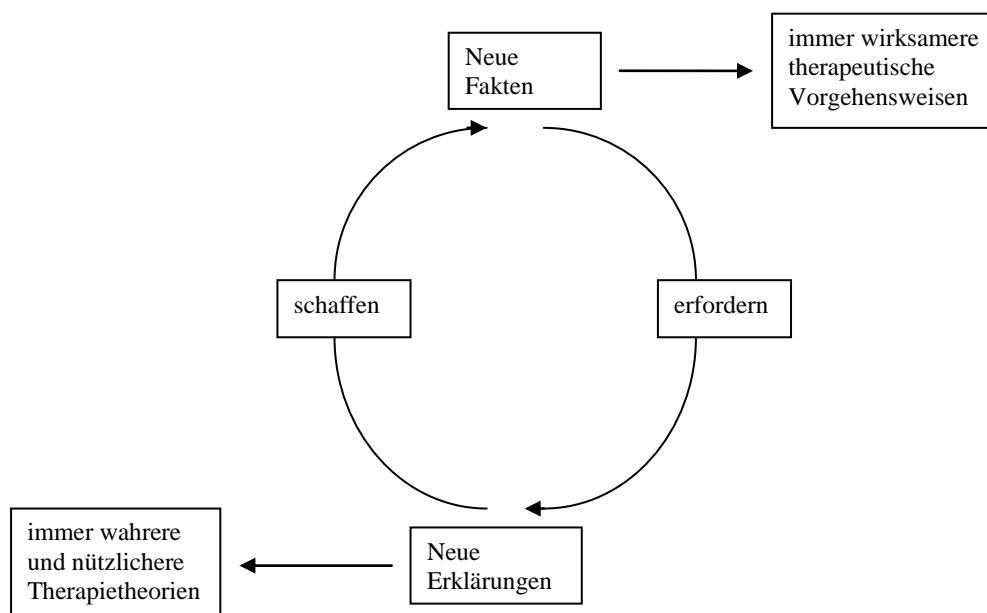 Neue
Fakten
immer wirksamere
therapeutische
Vorgehensweisen
schaffen
erfordern
immer wahrere
und nützlichere
Therapietheorien
Neue
Erklärungen